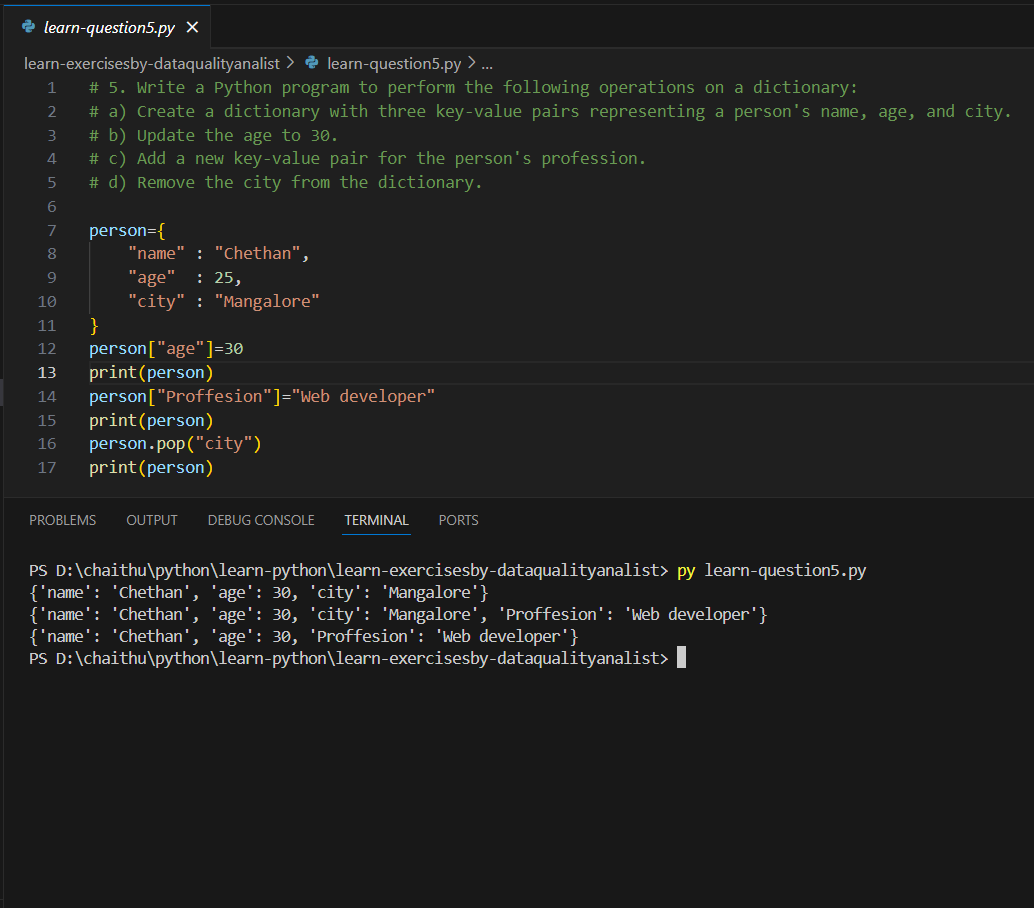 learn-question5.py ×
learn-exercisesby-dataqualityanalist > learn-question5.py > ...
1 # 5. Write a Python program to perform the following operations on a dictionary:
2 # a) Create a dictionary with three key-value pairs representing a person's name, age, and city.
3 # b) Update the age to 30.
4 # c) Add a new key-value pair for the person's profession.
5 # d) Remove the city from the dictionary.
6
7 person={
8     "name" : "Chethan",
9     "age"  : 25,
10     "city" : "Mangalore"
11 }
12 person["age"]=30
13 print(person)
14 person["Proffesion"]="Web developer"
15 print(person)
16 person.pop("city")
17 print(person)
PROBLEMS OUTPUT DEBUG CONSOLE TERMINAL PORTS
PS D:\chaithu\python\learn-python\learn-exercisesby-dataqualityanalist> py learn-question5.py
{'name': 'Chethan', 'age': 30, 'city': 'Mangalore'}
{'name': 'Chethan', 'age': 30, 'city': 'Mangalore', 'Proffesion': 'Web developer'}
{'name': 'Chethan', 'age': 30, 'Proffesion': 'Web developer'}
PS D:\chaithu\python\learn-python\learn-exercisesby-dataqualityanalist>